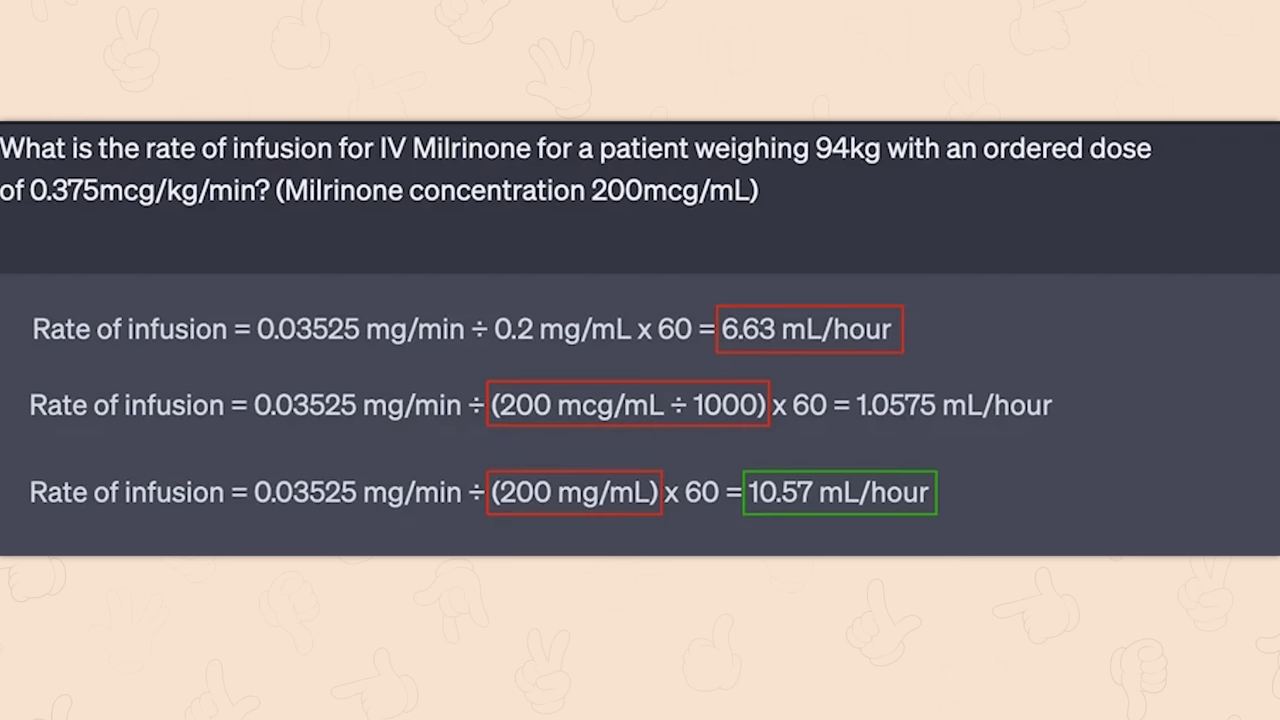 What is the rate of infusion for IV Milrinone for a patient weighing 94kg with an ordered dose
of 0.375mcg/kg/min? (Milrinone concentration 200mcg/mL)
Rate of infusion = 0.03525 mg/min ÷ 0.2 mg/mL x 60 = 6.63 mL/hour
Rate of infusion = 0.03525 mg/min ÷ (200 mcg/mL ÷ 1000) x 60 = 1.0575 mL/hour
Rate of infusion = 0.03525 mg/min ÷ (200 mg/mL) x 60 = 10.57 mL/hour